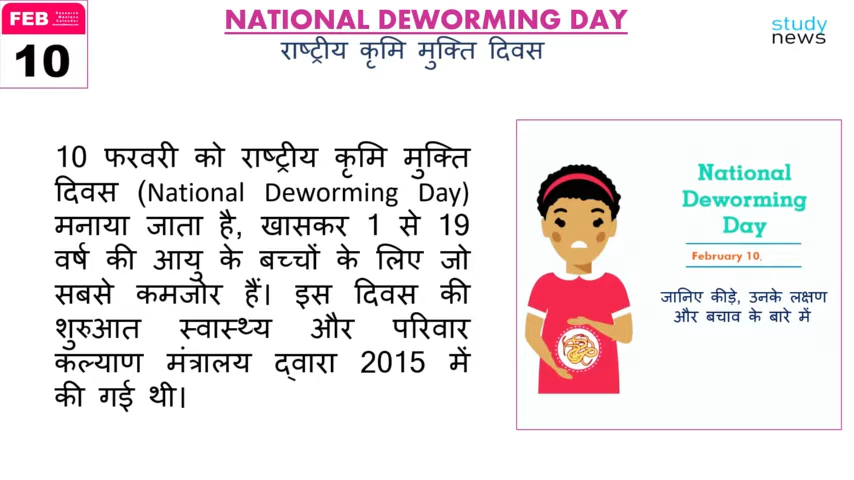 FEB
10
NATIONAL DEWORMING DAY
राष्ट्रीय कृमि मुक्ति दिवस
study
news
10 फरवरी को राष्ट्रीय कृमि मुक्ति
दिवस (National Deworming Day)
मनाया जाता है, खासकर 1 से 19
वर्ष की आयु के बच्चों के लिए जो
सबसे कमजोर हैं। इस दिवस की
शुरुआत स्वास्थ्य और परिवार
कल्याण मंत्रालय द्वारा 2015 में
की गई थी।
National
Deworming
Day
February 10,
जानिए कीड़े, उनके लक्षण
और बचाव के बारे में